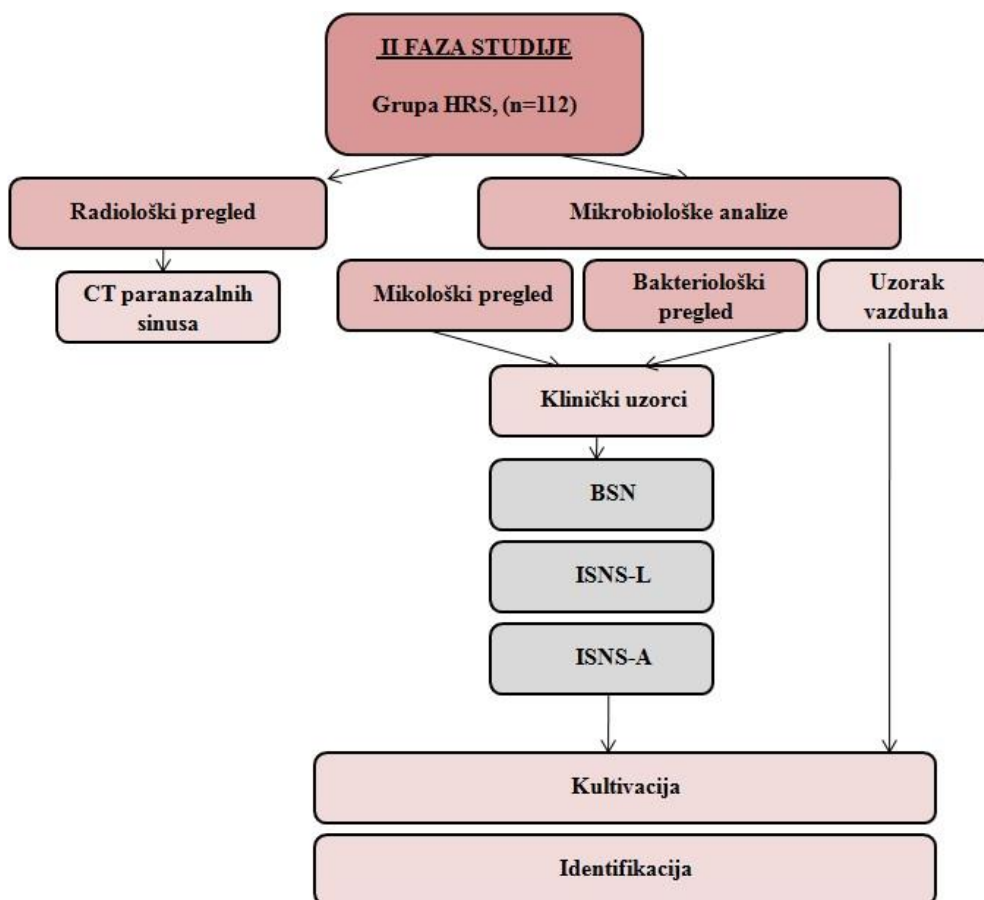 II FAZA STUDIJE
Grupa HRS, (n=112)
Radiološki pregled
Mikrobiološke analize
CT paranazalnih
sinusa
Mikološki pregled
Bakteriološki
pregled
Uzorak
vazduha
Klinički uzorci
BSN
ISNS-L
ISNS-A
Kultivacija
Identifikacija